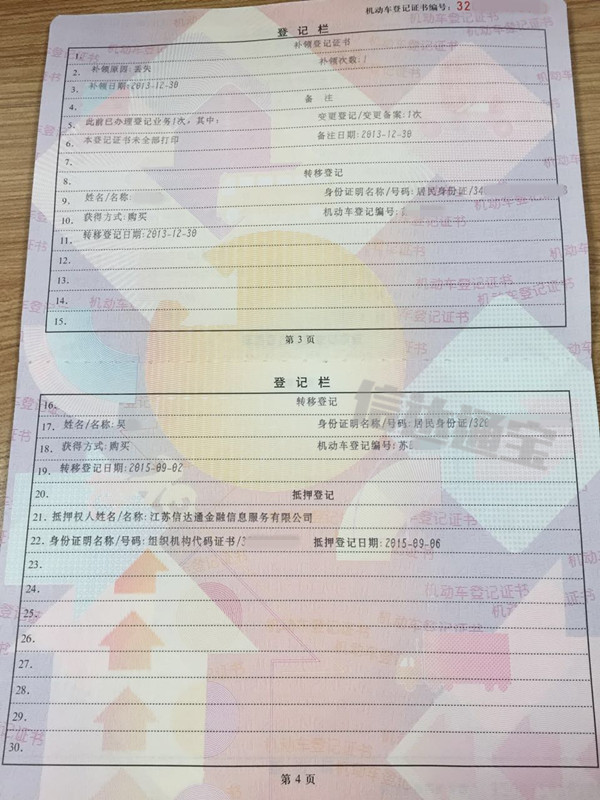 机动车登记证书编号: 32
登记栏
1. 补领登记证书
2. 补领原因:丢失 补领次数:1
3. 补领日期:2013-12-30
4. 备 注
5. 此前已办理登记业务1次，其中: 变更登记/变更备案:1次
6. 本登记证书未全部打印 备注日期:2013-12-30
7.
8. 转移登记
9. 姓名/名称: 身份证明名称/号码:居民身份证/34
10. 获得方式:购买 机动车登记编号:
11. 转移登记日期:2013-12-30
12.
13.
14.
15.
第 3 页
登记栏
16. 转移登记
17. 姓名/名称:吴 身份证明名称/号码:居民身份证/320
18. 获得方式:购买 机动车登记编号:苏
19. 转移登记日期:2015-09-02
20. 抵押登记
21. 抵押权人姓名/名称:江苏信达通金融信息服务有限公司
22. 身份证明名称/号码:组织机构代码证书/3 抵押登记日期:2015-09-06
23.
24.
25.
26.
27.
28.
29.
30.
第 4 页
信达通宝